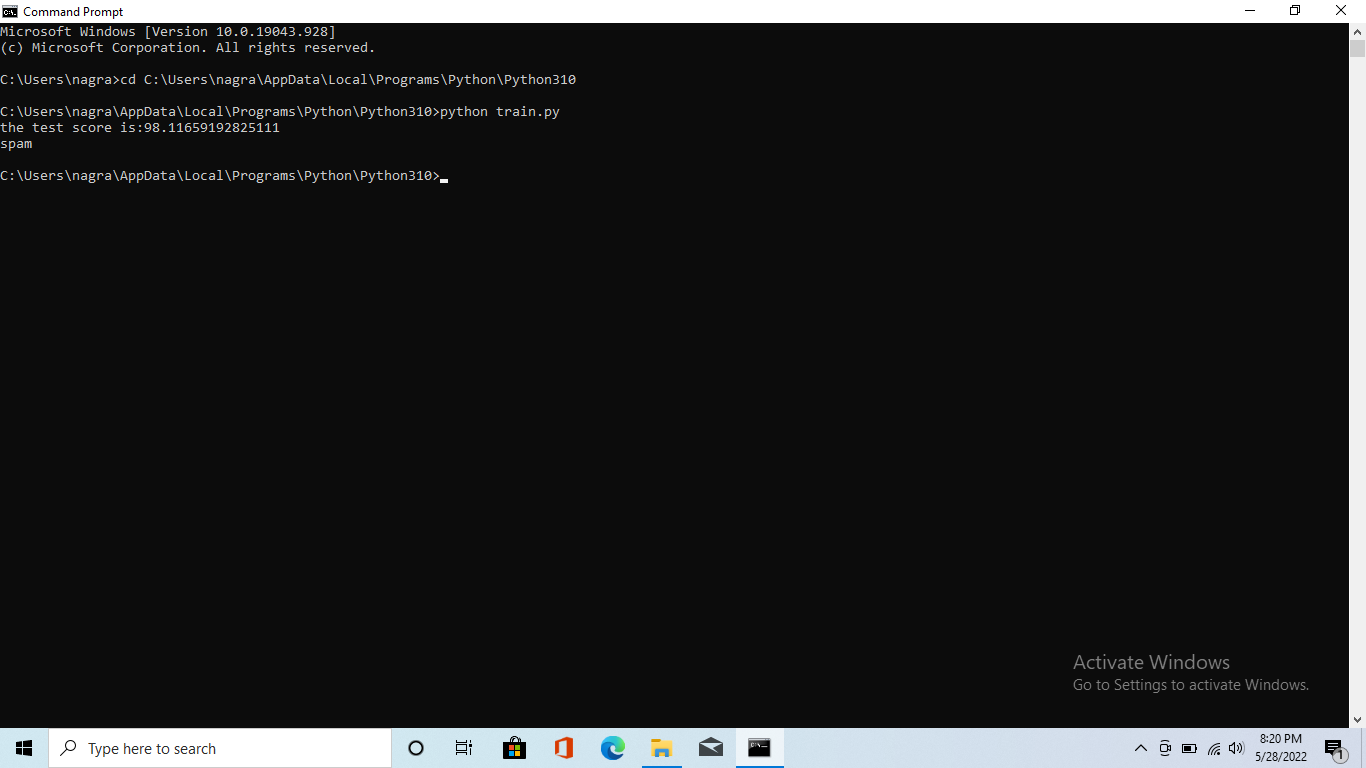 Command Prompt
Microsoft Windows [Version 10.0.19043.928]
(c) Microsoft Corporation. All rights reserved.
C:\Users\nagra>cd C:\Users\nagra\AppData\Local\Programs\Python\Python310
C:\Users\nagra\AppData\Local\Programs\Python\Python310>python train.py
the test score is:98.11659192825111
spam
C:\Users\nagra\AppData\Local\Programs\Python\Python310>
Activate Windows
Go to Settings to activate Windows.
Type here to search
8:20 PM
5/28/2022
1